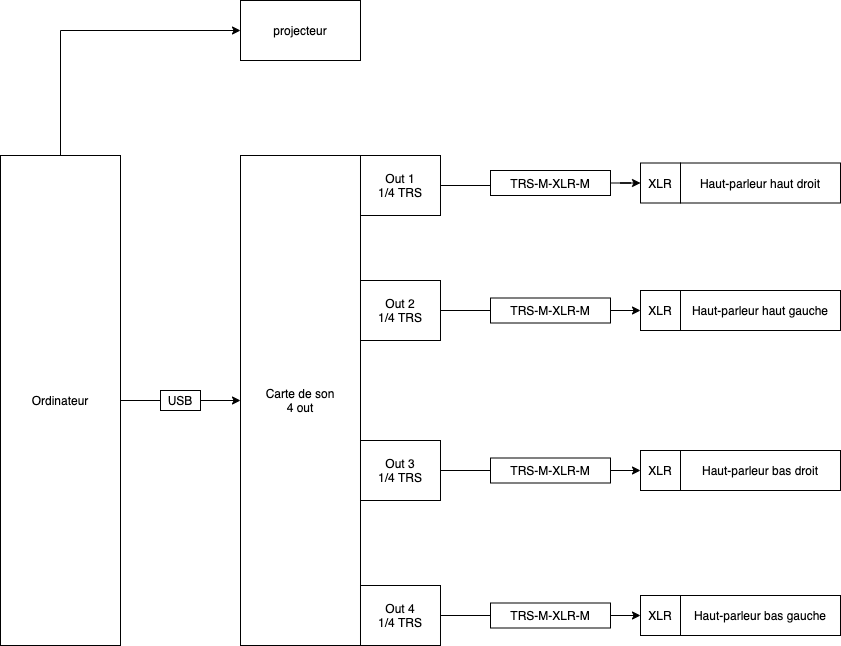 projecteur
Out 1
1/4 TRS
TRS-M-XLR-M
XLR
Haut-parleur haut droit
Out 2
1/4 TRS
TRS-M-XLR-M
XLR
Haut-parleur haut gauche
Ordinateur
USB
Carte de son
4 out
Out 3
1/4 TRS
TRS-M-XLR-M
XLR
Haut-parleur bas droit
Out 4
1/4 TRS
TRS-M-XLR-M
XLR
Haut-parleur bas gauche